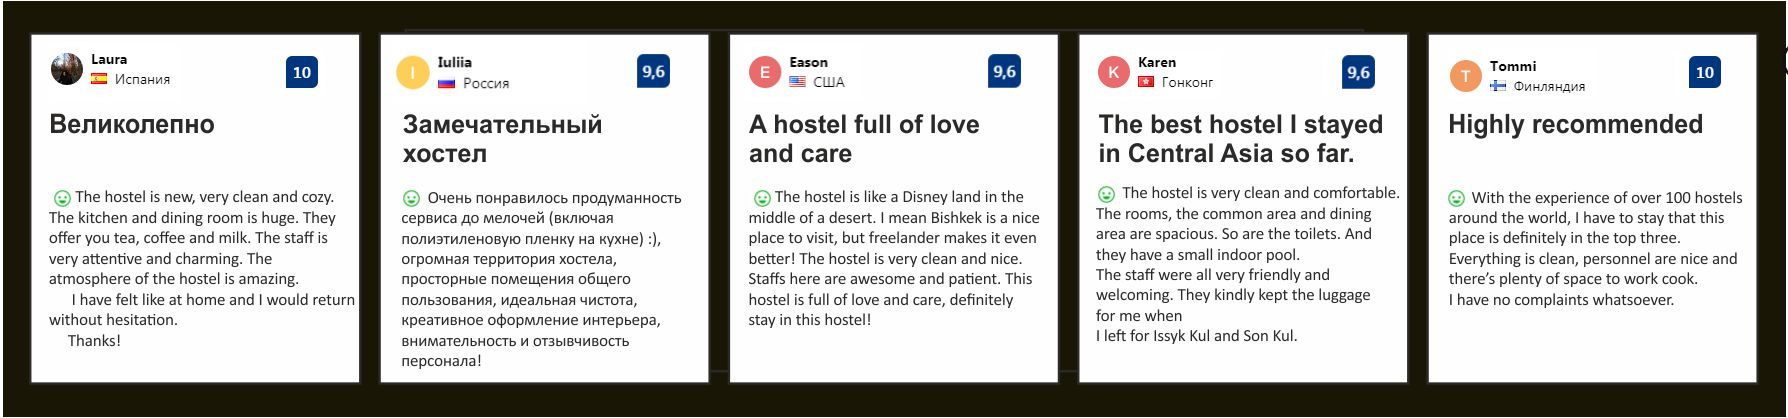 Laura
Испания
10
Великолепно
The hostel is new, very clean and cozy.
The kitchen and dining room is huge. They
offer you tea, coffee and milk. The staff is
very attentive and charming. The
atmosphere of the hostel is amazing.
I have felt like at home and I would return
without hesitation.
Thanks!
I
Iuliia
Россия
9,6
Замечательный
хостел
Очень понравилось продуманность
сервиса до мелочей (включая
полиэтиленовую пленку на кухне) :),
огромная территория хостела,
просторные помещения общего
пользования, идеальная чистота,
креативное оформление интерьера,
внимательность и отзывчивость
персонала!
E
Eason
США
9,6
A hostel full of love
and care
The hostel is like a Disney land in the
middle of a desert. I mean Bishkek is a nice
place to visit, but freelander makes it even
better! The hostel is very clean and nice.
Staffs here are awesome and patient. This
hostel is full of love and care, definitely
stay in this hostel!
K
Karen
Гонконг
9,6
The best hostel I stayed
in Central Asia so far.
The hostel is very clean and comfortable.
The rooms, the common area and dining
area are spacious. So are the toilets. And
they have a small indoor pool.
The staff were all very friendly and
welcoming. They kindly kept the luggage
for me when
I left for Issyk Kul and Son Kul.
T
Tommi
Финляндия
10
Highly recommended
With the experience of over 100 hostels
around the world, I have to stay that this
place is definitely in the top three.
Everything is clean, personnel are nice and
there's plenty of space to work cook.
I have no complaints whatsoever.